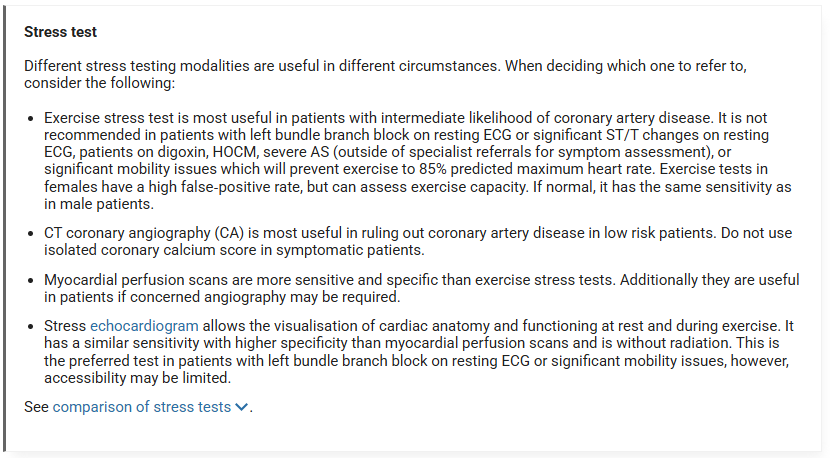 Stress test
Different stress testing modalities are useful in different circumstances. When deciding which one to refer to,
consider the following:
• Exercise stress test is most useful in patients with intermediate likelihood of coronary artery disease. It is not
recommended in patients with left bundle branch block on resting ECG or significant ST/T changes on resting
ECG, patients on digoxin, HOCM, severe AS (outside of specialist referrals for symptom assessment), or
significant mobility issues which will prevent exercise to 85% predicted maximum heart rate. Exercise tests in
females have a high false-positive rate, but can assess exercise capacity. If normal, it has the same sensitivity as
in male patients.
• CT coronary angiography (CA) is most useful in ruling out coronary artery disease in low risk patients. Do not use
isolated coronary calcium score in symptomatic patients.
• Myocardial perfusion scans are more sensitive and specific than exercise stress tests. Additionally they are useful
in patients if concerned angiography may be required.
• Stress echocardiogram allows the visualisation of cardiac anatomy and functioning at rest and during exercise. It
has a similar sensitivity with higher specificity than myocardial perfusion scans and is without radiation. This is
the preferred test in patients with left bundle branch block on resting ECG or significant mobility issues, however,
accessibility may be limited.
See comparison of stress tests.